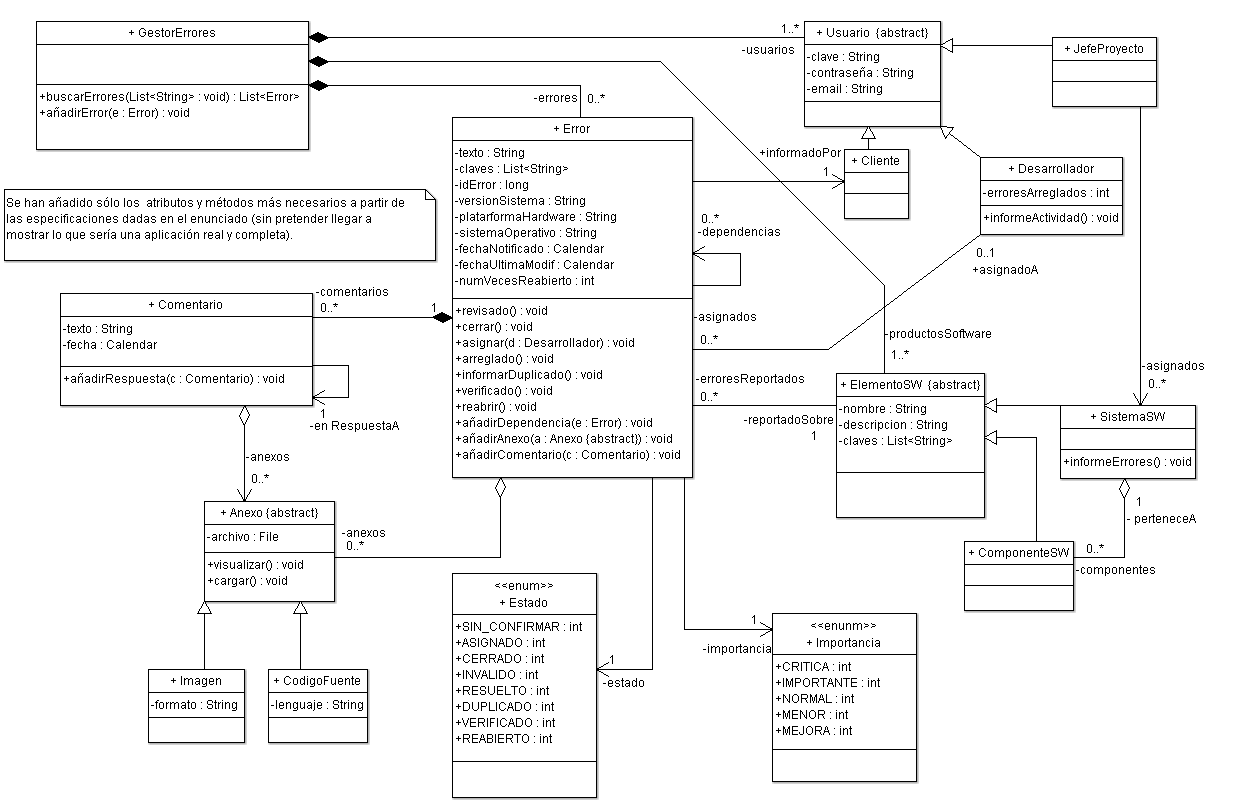 + GestorErrores
+buscarErrores(List<String> : void) : List<Error>
+añadirError(e : Error) : void
1..*
-usuarios
-errores
0..*
+ Usuario {abstract}
-clave : String
-contraseña : String
-email : String
+ JefeProyecto
+ Error
-texto : String
-claves : List<String>
-idError : long
-versionSistema : String
-platarformaHardware : String
-sistemaOperativo : String
-fechaNotificado : Calendar
-fechaUltimaModif : Calendar
-numVecesReabierto : int
+revisado() : void
+cerrar() : void
+asignar(d : Desarrollador) : void
+arreglado() : void
+informarDuplicado() : void
+verificado() : void
+reabrir() : void
+añadirDependencia(e : Error) : void
+añadirAnexo(a : Anexo {abstract}) : void
+añadirComentario(c : Comentario) : void
+informadoPor
1
+ Cliente
+ Desarrollador
-erroresArreglados : int
+informeActividad() : void
Se han añadido sólo los  atributos y métodos más necesarios a partir de
las especificaciones dadas en el enunciado (sin pretender llegar a
mostrar lo que sería una aplicación real y completa).
0..*
-dependencias
0..1
+asignadoA
-comentarios
0..*
1
+ Comentario
-texto : String
-fecha : Calendar
+añadirRespuesta(c : Comentario) : void
1
-en RespuestaA
-asignados
0..*
-productosSoftware
1..*
-erroresReportados
0..*
-reportadoSobre
1
+ ElementoSW {abstract}
-nombre : String
-descripcion : String
-claves : List<String>
-asignados
0..*
+ SistemaSW
+informeErrores() : void
1
- perteneceA
0..*
-componentes
+ ComponenteSW
-anexos
0..*
+ Anexo {abstract}
-archivo : File
+visualizar() : void
+cargar() : void
-anexos
0..*
+ Imagen
-formato : String
+ CodigoFuente
-lenguaje : String
<<enum>>
+ Estado
+SIN_CONFIRMAR : int
+ASIGNADO : int
+CERRADO : int
+INVALIDO : int
+RESUELTO : int
+DUPLICADO : int
+VERIFICADO : int
+REABIERTO : int
1
-estado
1
-importancia
<<enunm>>
+ Importancia
+CRITICA : int
+IMPORTANTE : int
+NORMAL : int
+MENOR : int
+MEJORA : int